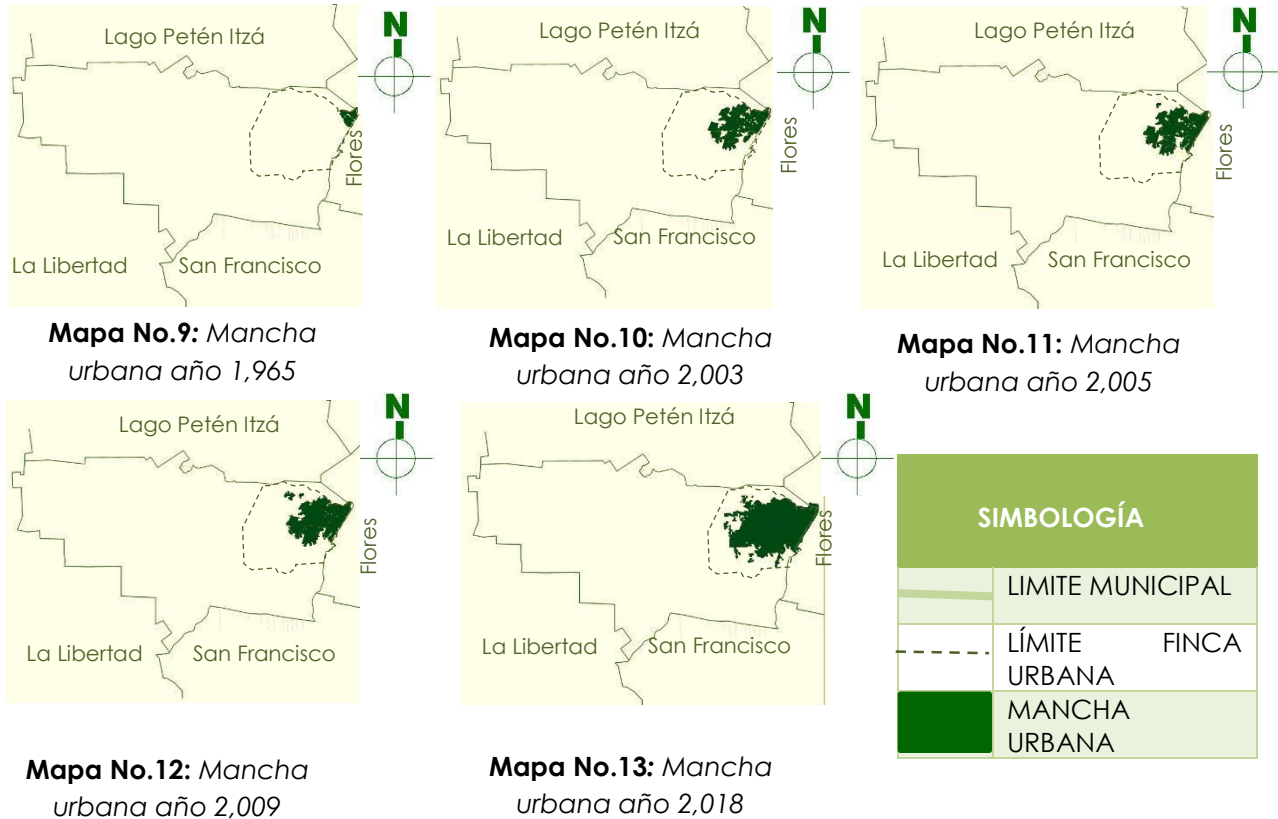 Lago Petén Itzá
N
Flores
La Libertad
San Francisco
Mapa No.9: Mancha
urbana año 1,965
Lago Petén Itzá
N
Flores
La Libertad
San Francisco
Mapa No.10: Mancha
urbana año 2,003
Lago Petén Itzá
N
Flores
La Libertad
San Francisco
Mapa No.11: Mancha
urbana año 2,005
Lago Petén Itzá
N
Flores
La Libertad
San Francisco
Mapa No.12: Mancha
urbana año 2,009
Lago Petén Itzá
N
Flores
La Libertad
San Francisco
Mapa No.13: Mancha
urbana año 2,018
SIMBOLOGÍA
LIMITE MUNICIPAL
LÍMITE FINCA
URBANA
MANCHA
URBANA